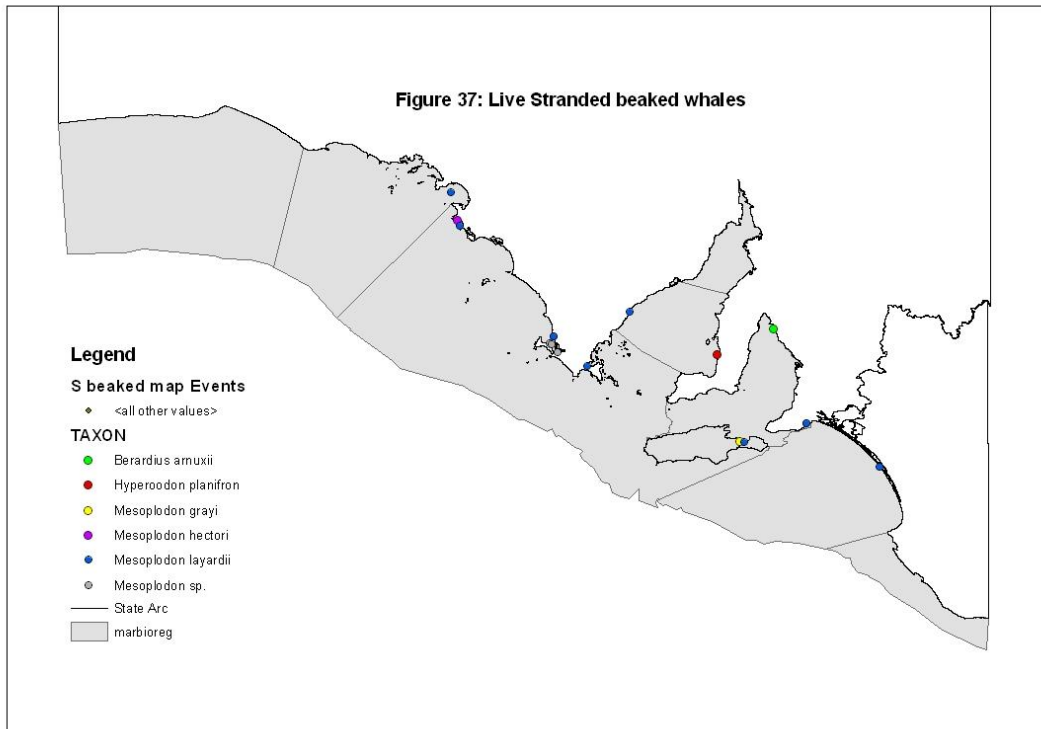 Figure 37: Live Stranded beaked whales
Legend
S beaked map Events
<all other values>
TAXON
Berardius arnuxii
Hyperoodon planifron
Mesoplodon grayi
Mesoplodon hectori
Mesoplodon layardii
Mesoplodon sp.
State Arc
marbioreg